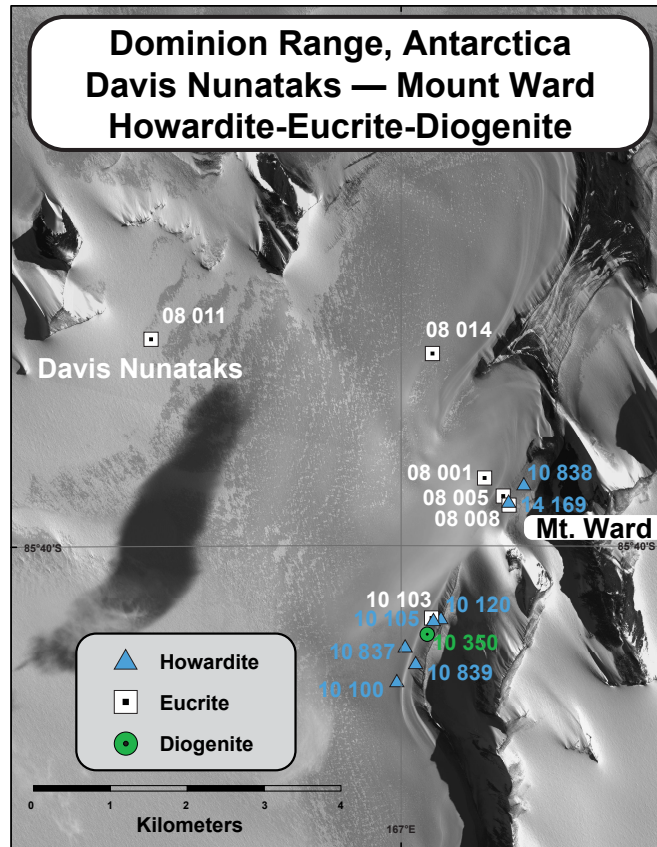 Dominion Range, Antarctica
Davis Nunataks — Mount Ward
Howardite-Eucrite-Diogenite
08 011
08 014
Davis Nunataks
08 001
10 838
08 005
14 169
08 008
Mt. Ward
85°40'S
85°40'S
10 103
10 120
10 105
10 350
10 837
10 839
10 100
Howardite
Eucrite
Diogenite
0 1 2 3 4
Kilometers
167°E